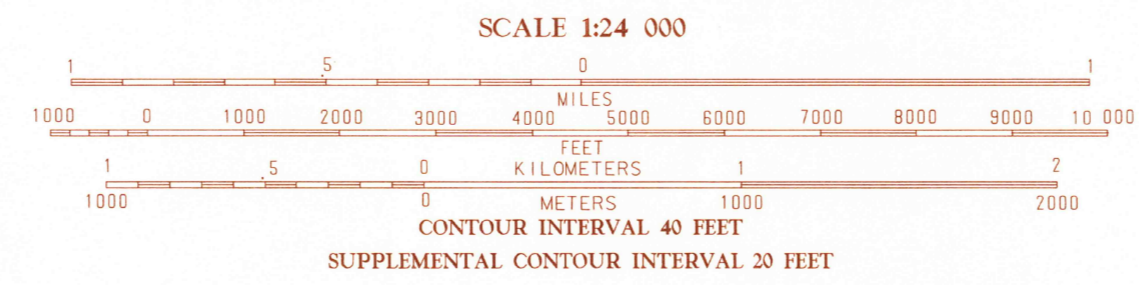 SCALE 1:24 000
1 .5 0 1
MILES
1000 0 1000 2000 3000 4000 5000 6000 7000 8000 9000 10 000
FEET
1 .5 0 KILOMETERS 1 2
1000 0 METERS 1000 2000
CONTOUR INTERVAL 40 FEET
SUPPLEMENTAL CONTOUR INTERVAL 20 FEET